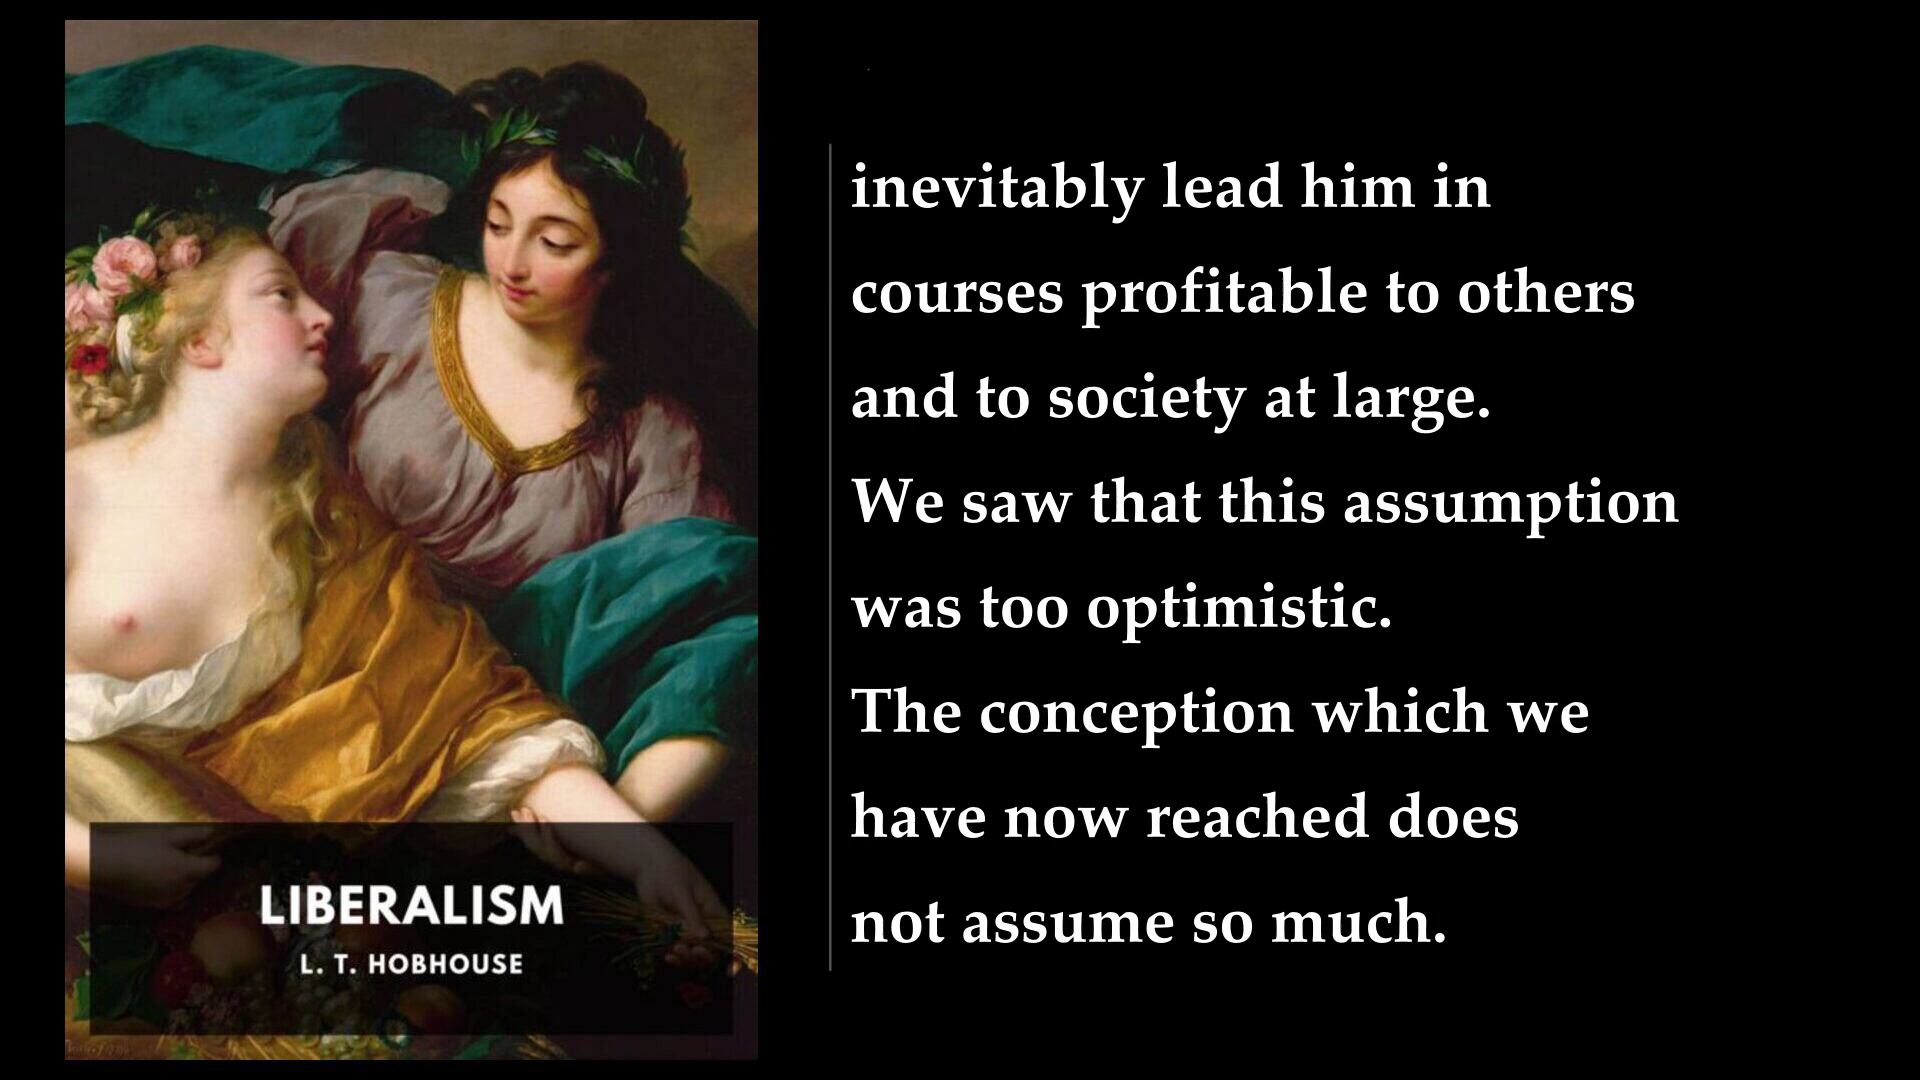 LIBERALISM
L. T. HOBHOUSE
inevitably lead him in
courses profitable to others
and to society at large.
We saw that this assumption
was too optimistic.
The conception which we
have now reached does
not assume so much.